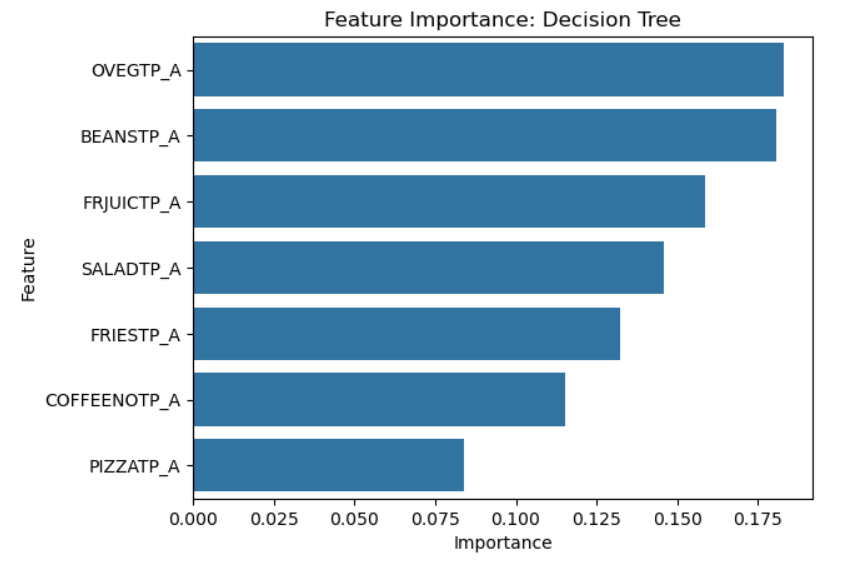 Feature Importance: Decision Tree
OVEGTP_A
BEANSTP_A
FRJUICTP_A
SALADTP_A
FRIESTP_A
COFFEENOTP_A
PIZZATP_A
Feature
0.000 0.025 0.050 0.075 0.100 0.125 0.150 0.175
Importance